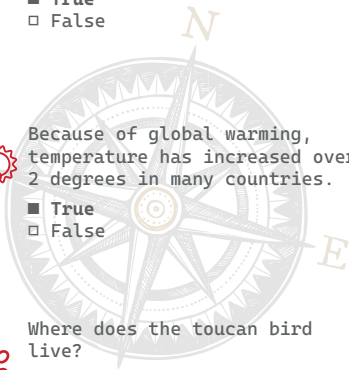 True
False
N
Because of global warming,
temperature has increased over
2 degrees in many countries.
True
False
E
Where does the toucan bird
live?